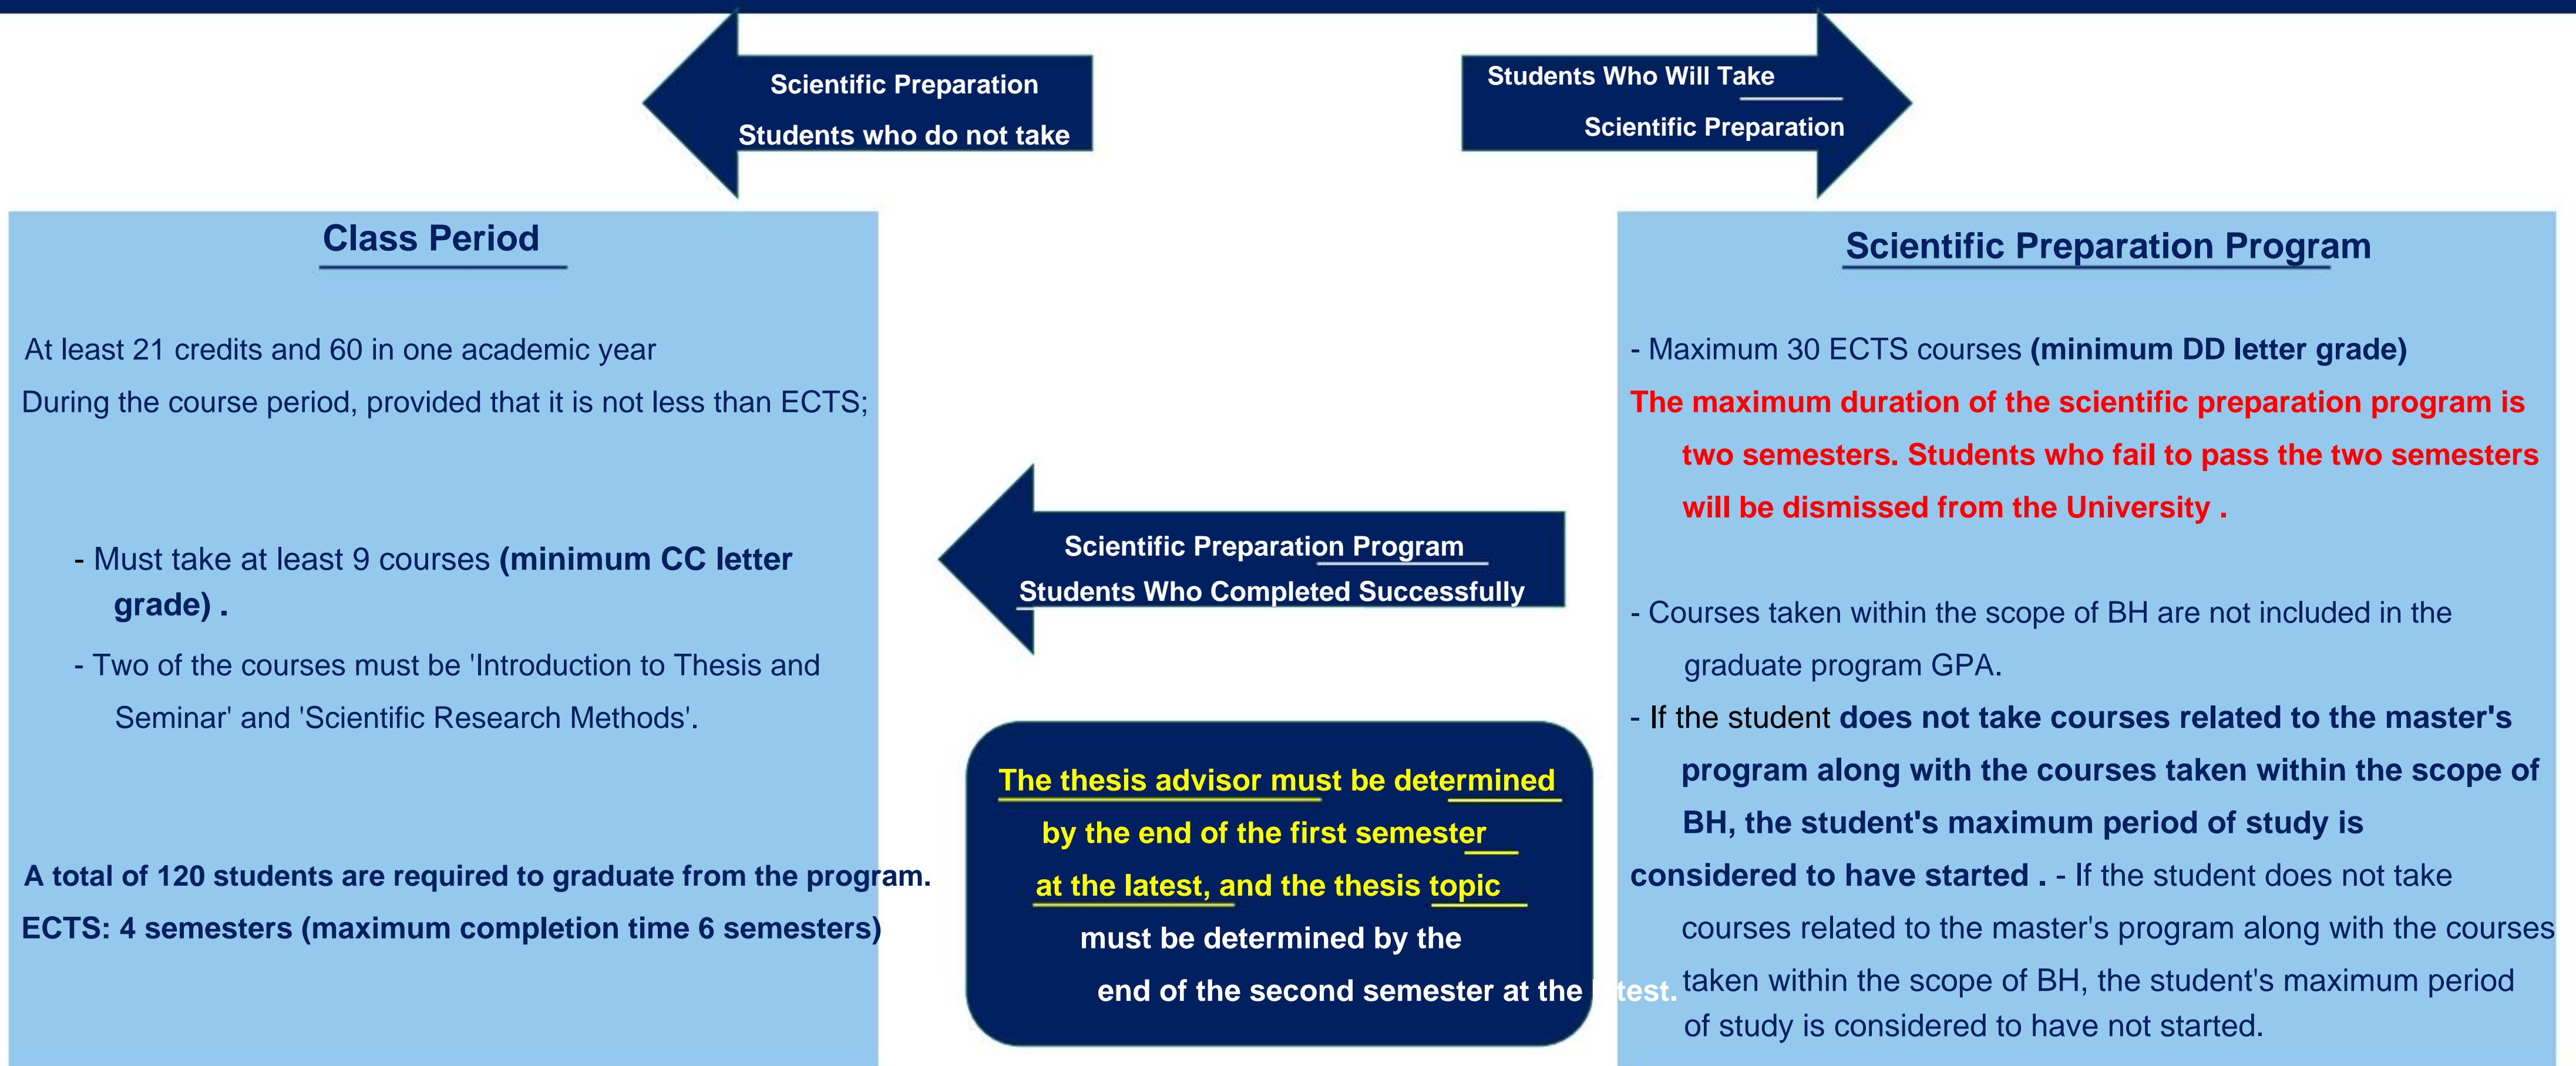 Scientific Preparation
Students who do not take
Students Who Will Take
Scientific Preparation
Class Period
At least 21 credits and 60 in one academic year
During the course period, provided that it is not less than ECTS;
- Must take at least 9 courses (minimum CC letter
grade) .
- Two of the courses must be 'Introduction to Thesis and
Seminar' and 'Scientific Research Methods'.
A total of 120 students are required to graduate from the program.
ECTS: 4 semesters (maximum completion time 6 semesters)
Scientific Preparation Program
Students Who Completed Successfully
The thesis advisor must be determined
by the end of the first semester
at the latest, and the thesis topic
must be determined by the
end of the second semester at the latest.
Scientific Preparation Program
- Maximum 30 ECTS courses (minimum DD letter grade)
The maximum duration of the scientific preparation program is
two semesters. Students who fail to pass the two semesters
will be dismissed from the University .
- Courses taken within the scope of BH are not included in the
graduate program GPA.
- If the student does not take courses related to the master's
program along with the courses taken within the scope of
BH, the student's maximum period of study is
considered to have started . - If the student does not take
courses related to the master's program along with the courses
taken within the scope of BH, the student's maximum period
of study is considered to have not started.